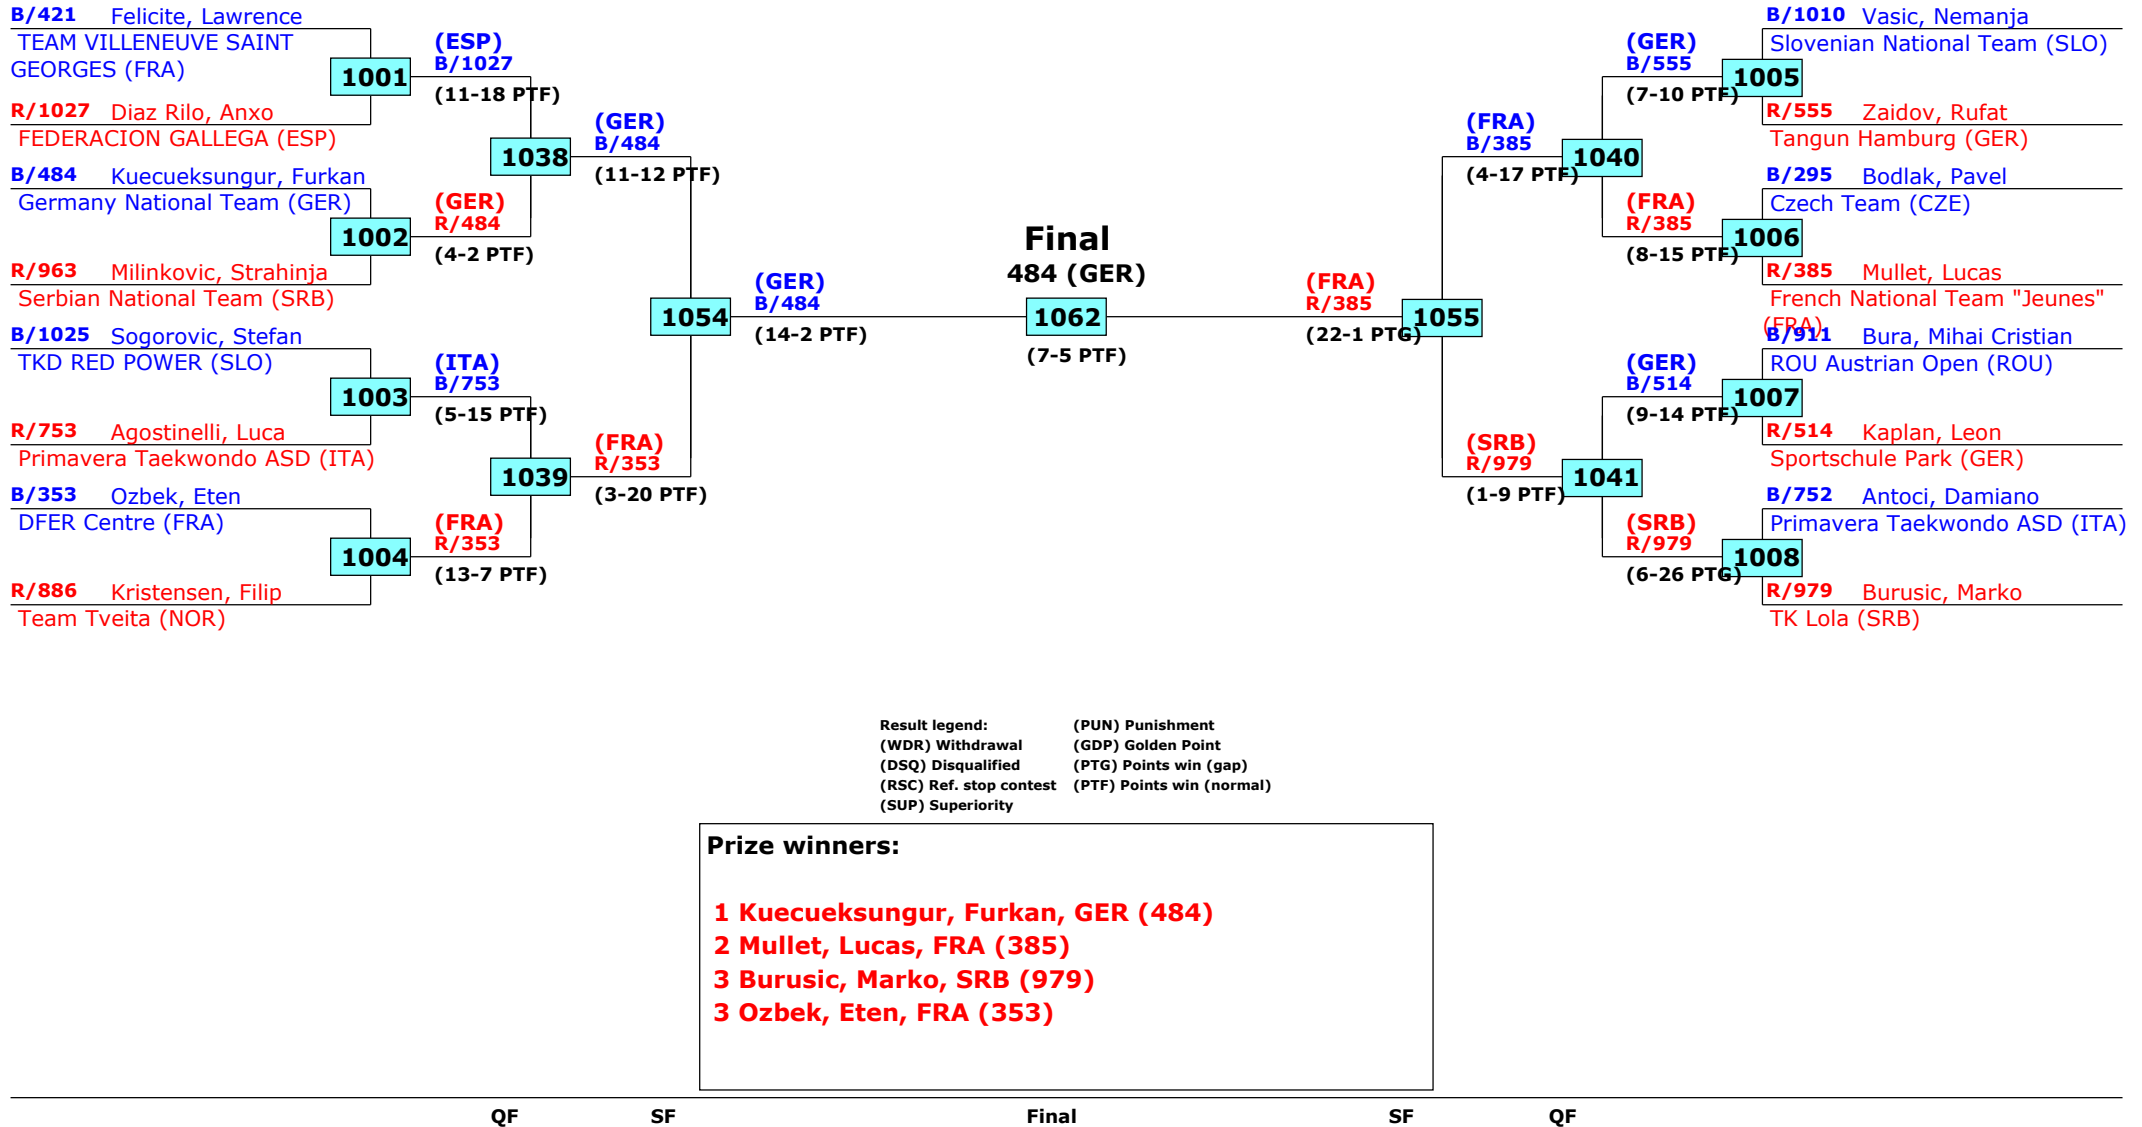 B/421 Felicite, Lawrence
TEAM VILLENEUVE SAINT
GEORGES (FRA)
1001
R/1027 Diaz Rilo, Anxo
FEDERACION GALLEGA (ESP)
B/484 Kuecueksungur, Furkan
Germany National Team (GER)
1002
R/963 Milinkovic, Strahinja
Serbian National Team (SRB)
B/1025 Sogorovic, Stefan
TKD RED POWER (SLO)
1003
R/753 Agostinelli, Luca
Primavera Taekwondo ASD (ITA)
B/353 Ozbek, Eten
DFER Centre (FRA)
1004
R/886 Kristensen, Filip
Team Tveita (NOR)
(ESP)
B/1027
(11-18 PTF)
1038
(GER)
R/484
(4-2 PTF)
(ITA)
B/753
(5-15 PTF)
1039
(FRA)
R/353
(13-7 PTF)
(GER)
B/484
(11-12 PTF)
1054
(FRA)
R/353
(3-20 PTF)
(GER)
B/484
(14-2 PTF)
Final
484 (GER)
1062
(7-5 PTF)
(FRA)
R/385
(22-1 PTG)
1055
(FRA)
B/385
(4-17 PTF)
1040
(SRB)
R/979
(1-9 PTF)
1041
(GER)
B/555
(7-10 PTF)
(FRA)
R/385
(8-15 PTF)
(GER)
B/514
(9-14 PTF)
(SRB)
R/979
(6-26 PTG)
B/1010 Vasic, Nemanja
Slovenian National Team (SLO)
1005
R/555 Zaidov, Rufat
Tangun Hamburg (GER)
B/295 Bodlak, Pavel
Czech Team (CZE)
1006
R/385 Mullet, Lucas
French National Team "Jeunes"
(FRA)
B/911 Bura, Mihai Cristian
ROU Austrian Open (ROU)
1007
R/514 Kaplan, Leon
Sportschule Park (GER)
B/752 Antoci, Damiano
Primavera Taekwondo ASD (ITA)
1008
R/979 Burusic, Marko
TK Lola (SRB)
Result legend: (PUN) Punishment
(WDR) Withdrawal (GDP) Golden Point
(DSQ) Disqualified (PTG) Points win (gap)
(RSC) Ref. stop contest (PTF) Points win (normal)
(SUP) Superiority
Prize winners:
1 Kuecueksungur, Furkan, GER (484)
2 Mullet, Lucas, FRA (385)
3 Burusic, Marko, SRB (979)
3 Ozbek, Eten, FRA (353)
QF SF Final SF QF